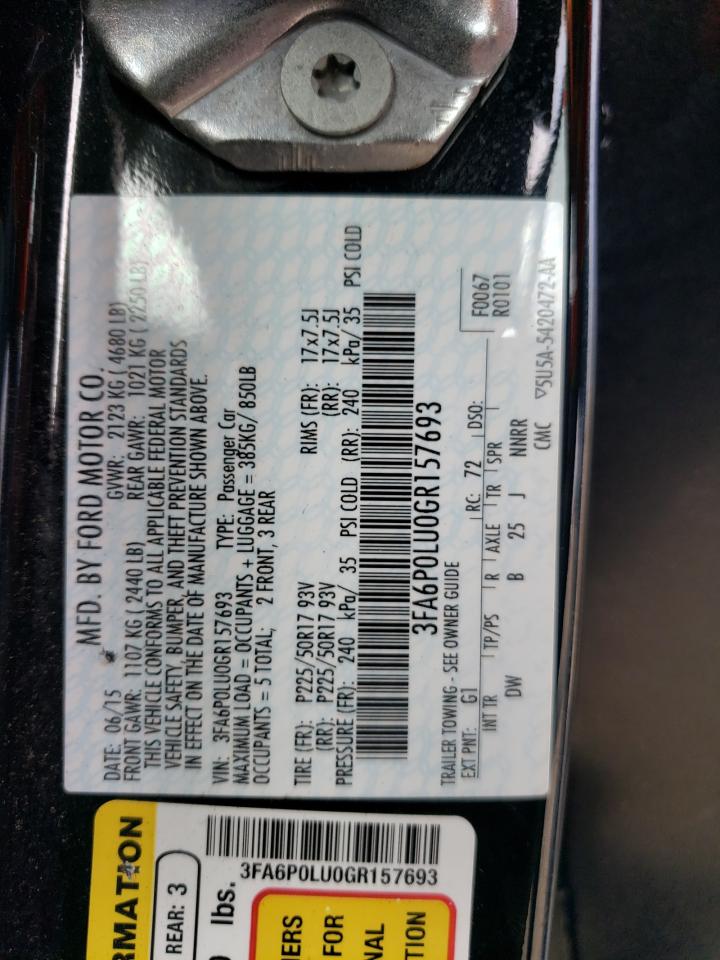 MFD. BY FORD MOTOR CO.
DATE: 06/15 GVWR: 2123 KG ( 4680 LB)
FRONT GAWR: 1107 KG ( 2440 LB) REAR GAWR: 1021 KG ( 2250 LB)
THIS VEHICLE CONFORMS TO ALL APPLICABLE FEDERAL MOTOR
VEHICLE SAFETY, BUMPER, AND THEFT PREVENTION STANDARDS
IN EFFECT ON THE DATE OF MANUFACTURE SHOWN ABOVE.
VIN: 3FA6P0LU0GR157693 TYPE: Passenger Car
MAXIMUM LOAD = OCCUPANTS + LUGGAGE = 385KG/ 850LB
OCCUPANTS = 5 TOTAL; 2 FRONT, 3 REAR
TIRE (FR): P225/50R17 93V RIMS (FR): 17x7.5J
(RR): P225/50R17 93V (RR): 17x7.5J
PRESSURE (FR): 240 kPa/ 35 PSI COLD (RR): 240 kPa/ 35 PSI COLD
3FA6P0LU0GR157693
TRAILER TOWING - SEE OWNER GUIDE
EXT PNT: G1 RC: 72 DSO: F0067
R0101
INT TR TP/PS R AXLE TR SPR
DW B 25 J NNRR
CMC ▽5U5A-5420472-AA
RMATION
REAR: 3
3FA6P0LU0GR157693
lbs.
ERS
FOR
NAL
TION